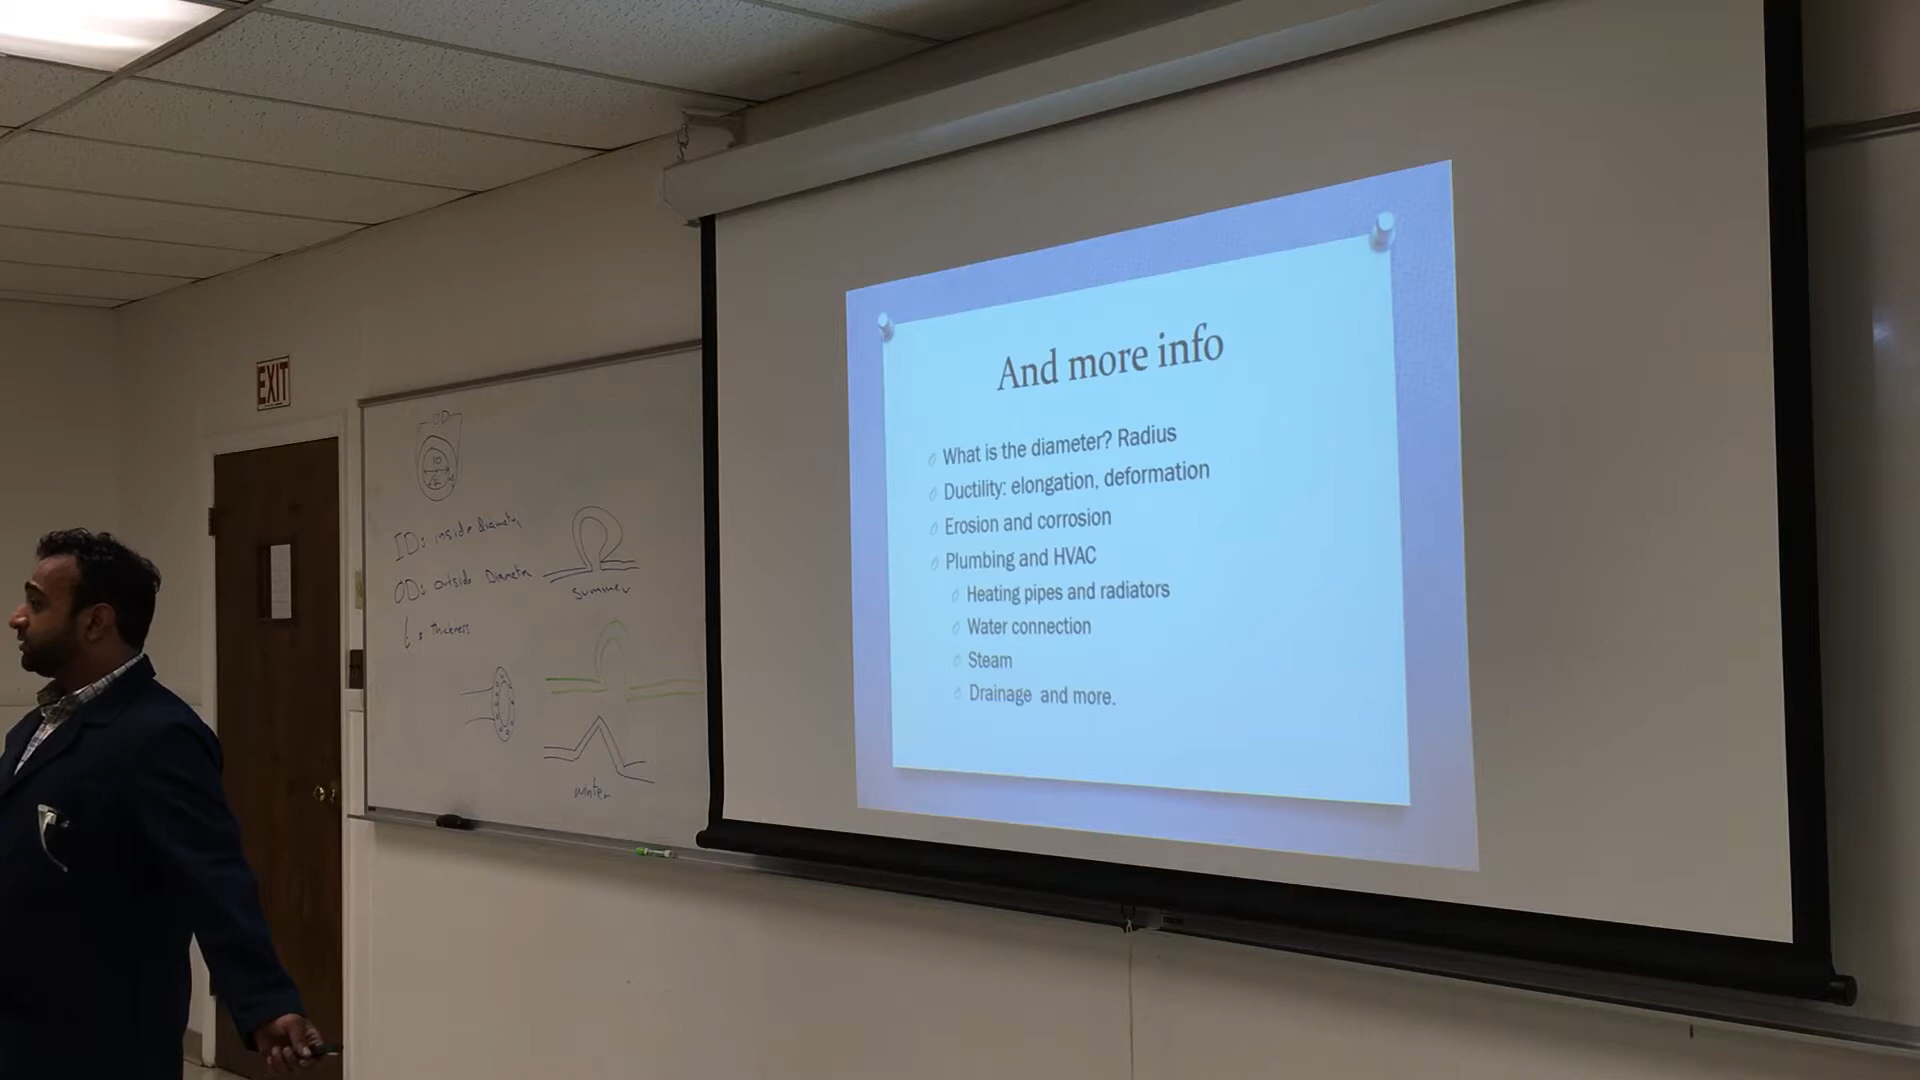 EXIT
OD
ID
ID: inside Diameter
OD: outside Diameter
t: Thickness
summer
winter
And more info
What is the diameter? Radius
Ductility: elongation, deformation
Erosion and corrosion
Plumbing and HVAC
Heating pipes and radiators
Water connection
Steam
Drainage and more.